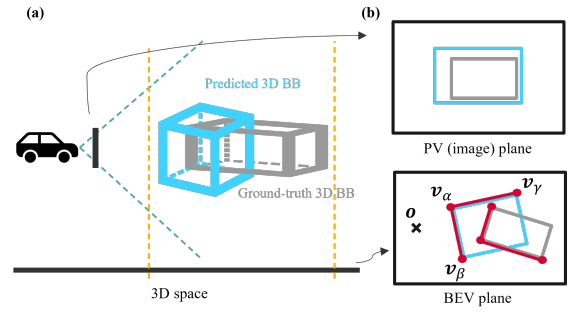 (a)
(b)
Predicted 3D BB
Ground-truth 3D BB
3D space
PV (image) plane
v_α
v_γ
o
v_β
BEV plane